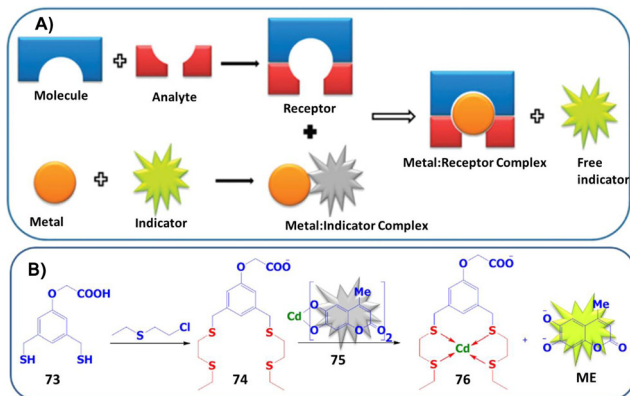 A)
Molecule
Analyte
Receptor
Metal
Indicator
Metal:Indicator Complex
Metal:Receptor Complex
Free
indicator
B)
O COOH
SH SH
73
S Cl
O COO⁻
S S
S S
74
Cd
O O
Me
O O
2
75
O COO⁻
S S
Cd
S S
76
+
Me
⁻O
⁻O
O O
ME